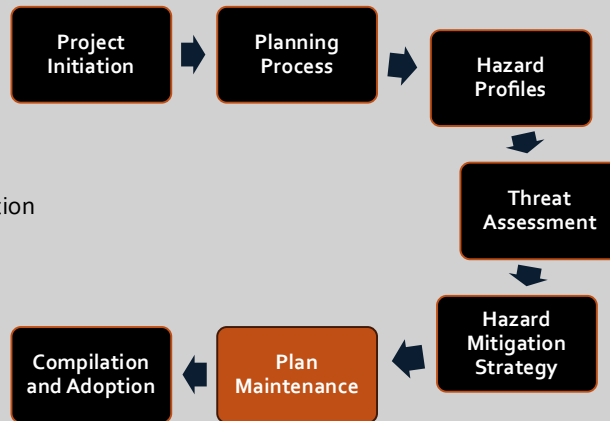 Project
Initiation
Planning
Process
Hazard
Profiles
Threat
Assessment
Hazard
Mitigation
Strategy
Plan
Maintenance
Compilation
and Adoption